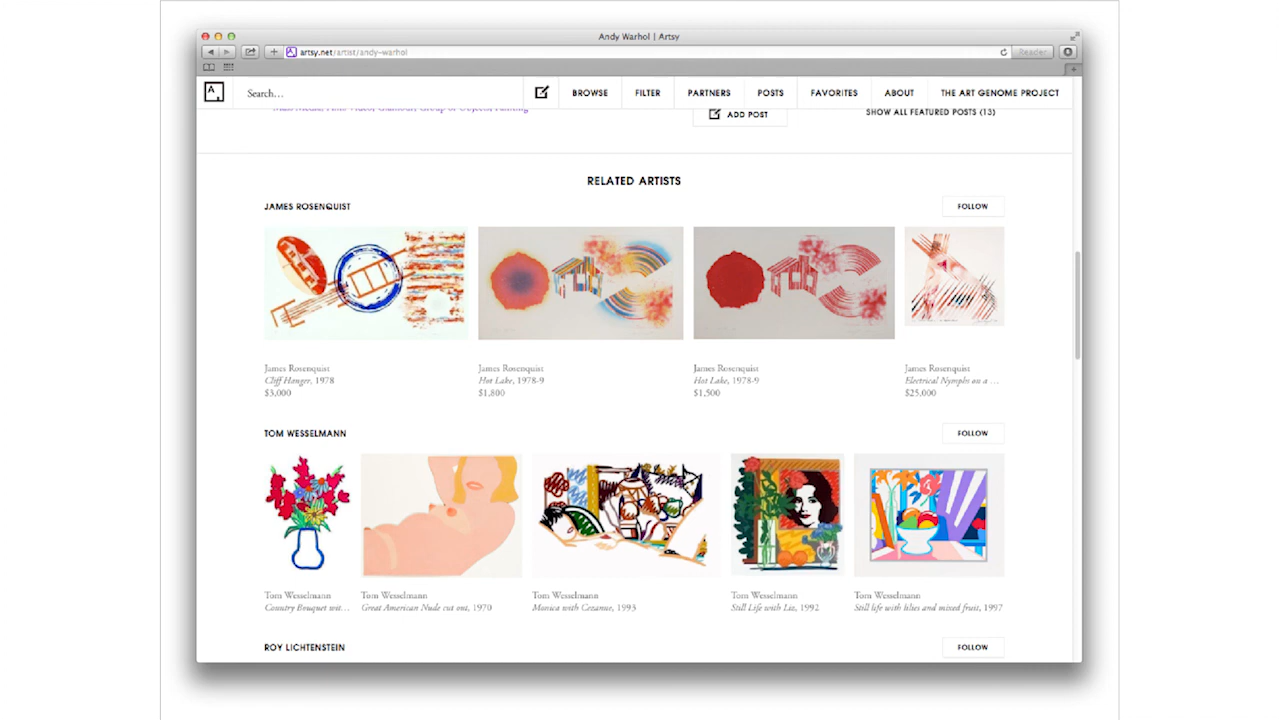 Andy Warhol | Artsy
artsy.net/artist/andy-warhol
Reader
Search...
BROWSE
FILTER
PARTNERS
POSTS
FAVORITES
ABOUT
THE ART GENOME PROJECT
ADD POST
SHOW ALL FEATURED POSTS (13)
RELATED ARTISTS
JAMES ROSENQUIST
FOLLOW
James Rosenquist
Cliff Hanger, 1978
$3,000
James Rosenquist
Hot Lake, 1978-9
$1,800
James Rosenquist
Hot Lake, 1978-9
$1,500
James Rosenquist
Electrical Nymphs on a ...
$25,000
TOM WESSELMANN
FOLLOW
Tom Wesselmann
Country Bouquet wit...
Tom Wesselmann
Great American Nude cut out, 1970
Tom Wesselmann
Monica with Cezanne, 1993
Tom Wesselmann
Still Life with Liz, 1992
Tom Wesselmann
Still life with lilies and mixed fruit, 1997
ROY LICHTENSTEIN
FOLLOW